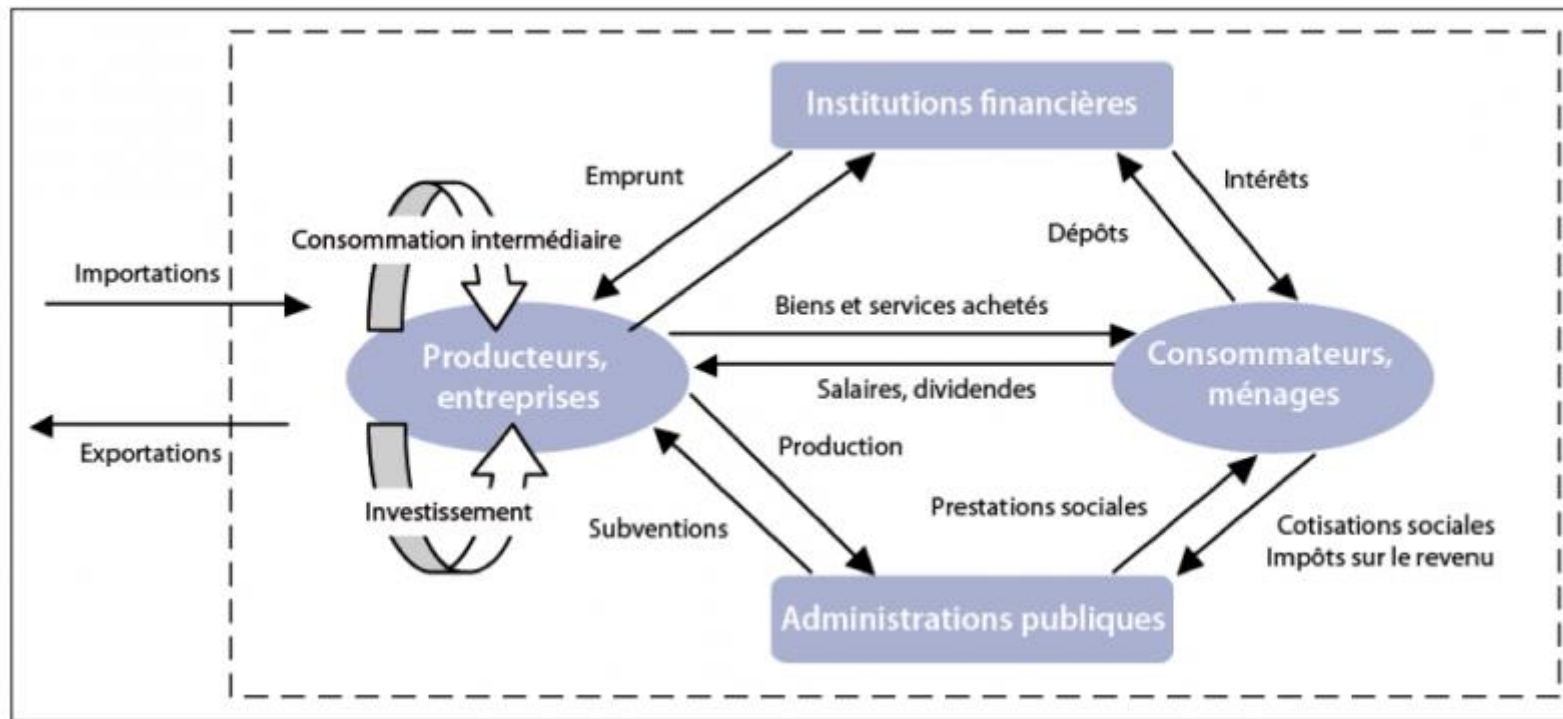 Institutions financières
Emprunt
Intérêts
Dépôts
Consommation intermédiaire
Importations
Biens et services achetés
Producteurs,
entreprises
Consommateurs,
ménages
Salaires, dividendes
Exportations
Production
Investissement
Subventions
Prestations sociales
Cotisations sociales
Impôts sur le revenu
Administrations publiques